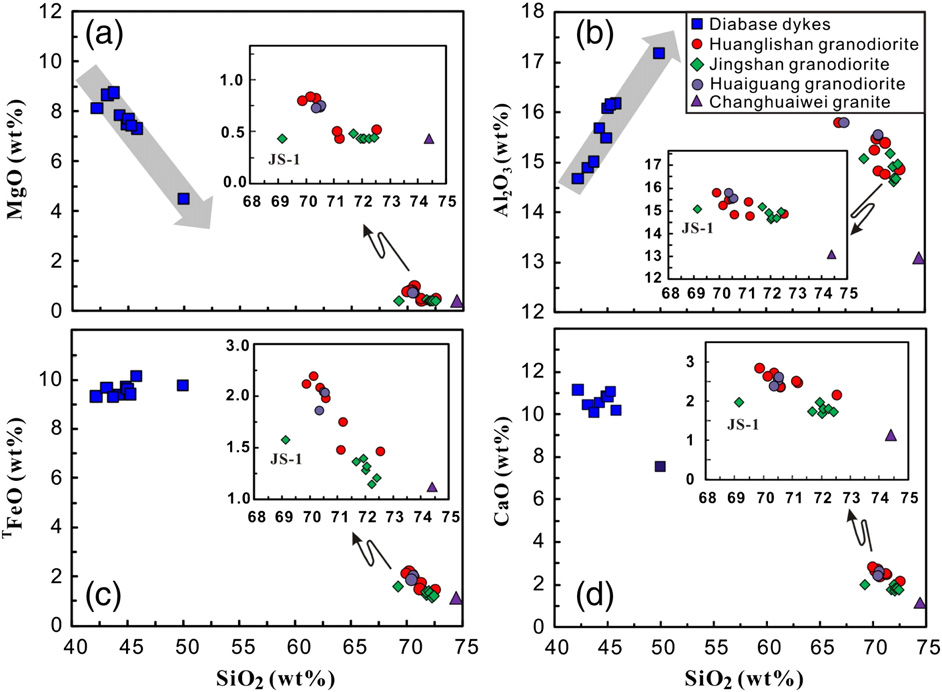 (a)
MgO (wt%)
12
10
8
6
4
2
0
1.0
0.5
0.0
JS-1
68 69 70 71 72 73 74 75
(b)
Al2O3 (wt%)
18
17
16
15
14
13
12
Diabase dykes
Huanglishan granodiorite
Jingshan granodiorite
Huaiguang granodiorite
Changhuaiwei granite
17
16
15
14
13
12
JS-1
68 69 70 71 72 73 74 75
(c)
TFeO (wt%)
12
10
8
6
4
2
0
3.0
2.5
2.0
1.5
1.0
JS-1
68 69 70 71 72 73 74 75
40 45 50 55 60 65 70 75
SiO2 (wt%)
(d)
CaO (wt%)
12
10
8
6
4
2
0
3
2
1
0
JS-1
68 69 70 71 72 73 74 75
40 45 50 55 60 65 70 75
SiO2 (wt%)